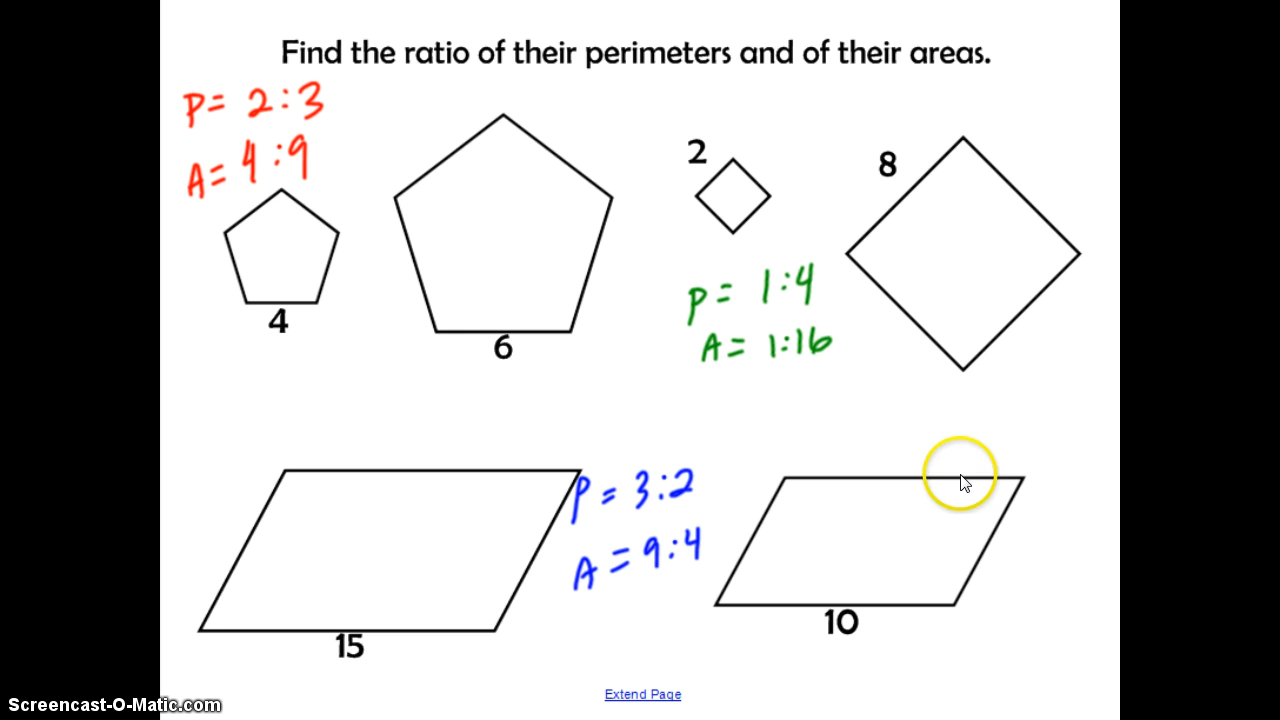 Find the ratio of their perimeters and of their areas.
P= 2:3
A= 4:9
4
6
2
8
P= 1:4
A= 1:16
P= 3:2
A= 9:4
15
10
Extend Page
Screencast-O-Matic.com